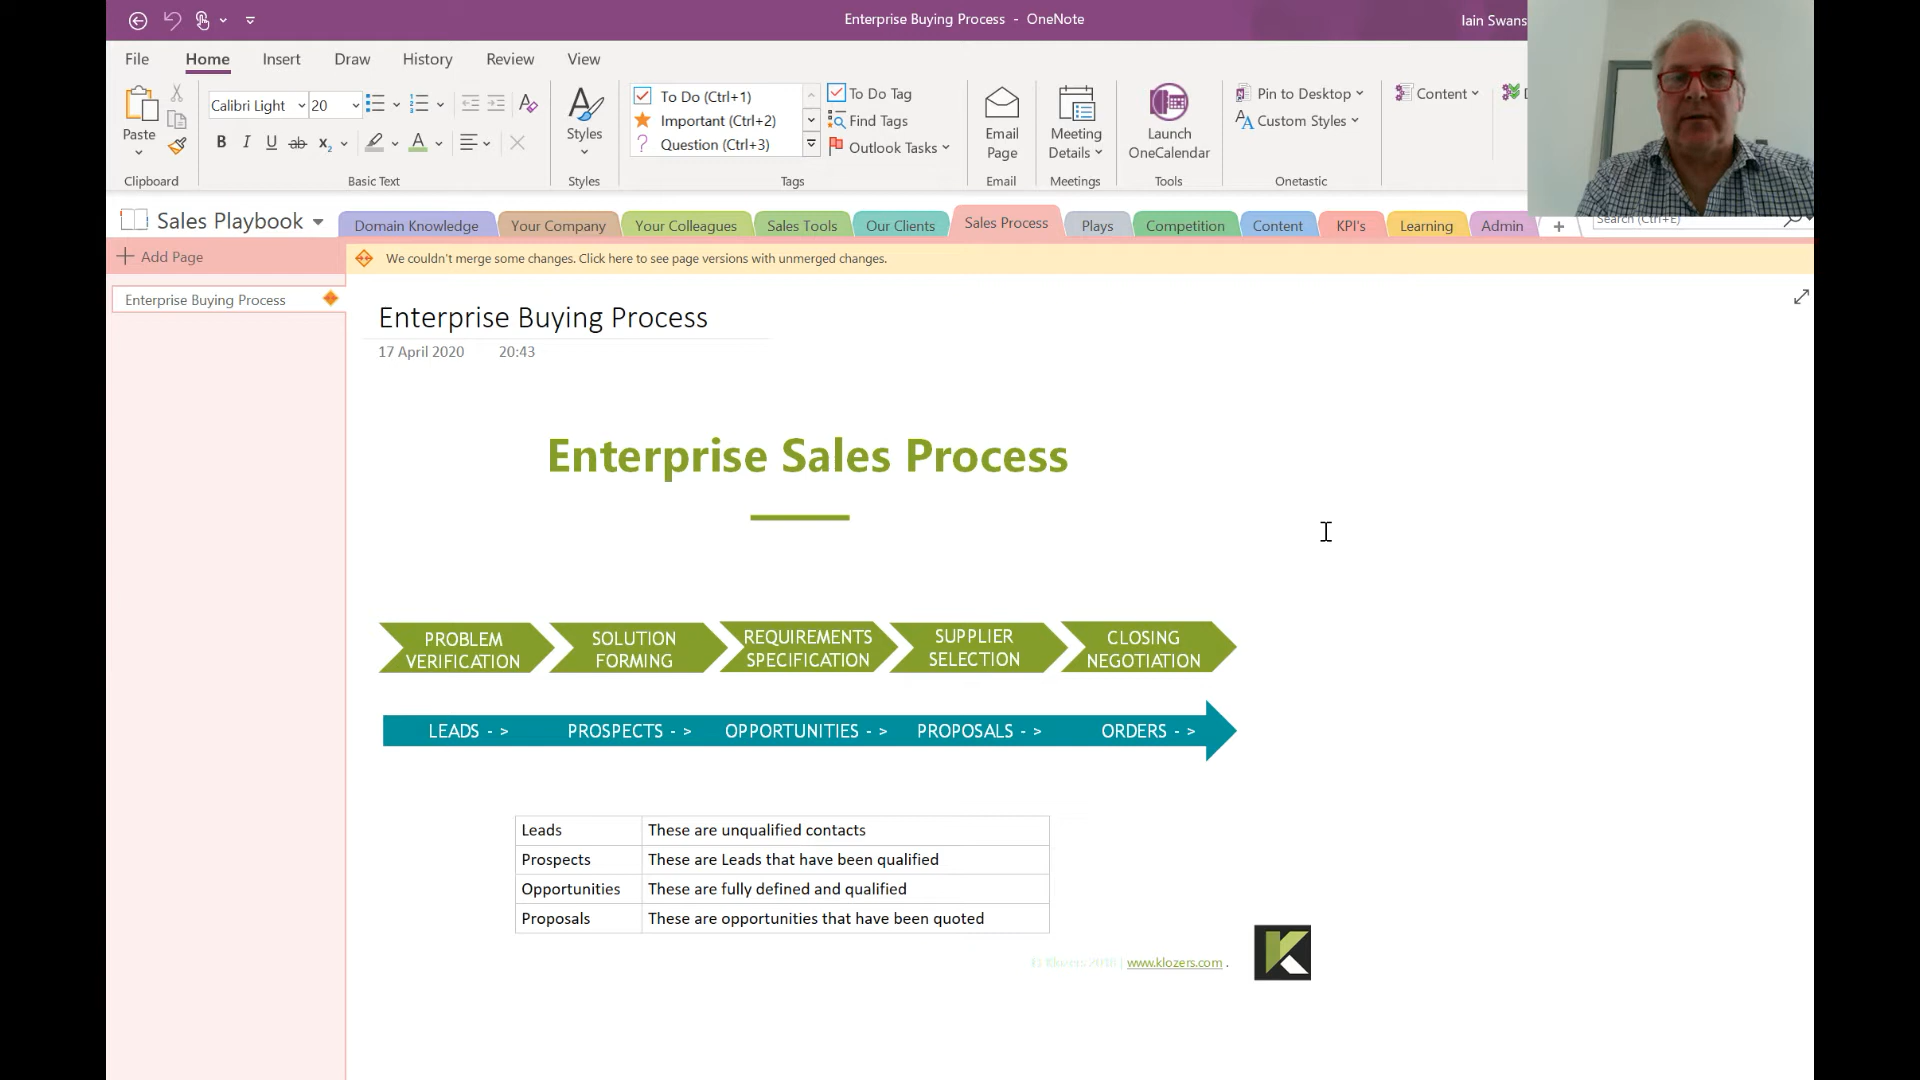 Enterprise Buying Process - OneNote
Iain Swans
File Home Insert Draw History Review View
Paste
Clipboard
Calibri Light 20
B I U ab x₂ A
Basic Text
Styles
Styles
To Do (Ctrl+1)
Important (Ctrl+2)
Question (Ctrl+3)
To Do Tag
Find Tags
Outlook Tasks
Tags
Email
Page
Email
Meeting
Details
Meetings
Launch
OneCalendar
Tools
Pin to Desktop
Custom Styles
Onetastic
Content
Sales Playbook
Domain Knowledge Your Company Your Colleagues Sales Tools Our Clients Sales Process Plays Competition Content KPI's Learning Admin +
Search (Ctrl+E)
Add Page
We couldn't merge some changes. Click here to see page versions with unmerged changes.
Enterprise Buying Process
Enterprise Buying Process
17 April 2020 20:43
Enterprise Sales Process
PROBLEM
VERIFICATION
SOLUTION
FORMING
REQUIREMENTS
SPECIFICATION
SUPPLIER
SELECTION
CLOSING
NEGOTIATION
LEADS - > PROSPECTS - > OPPORTUNITIES - > PROPOSALS - > ORDERS - >
Leads These are unqualified contacts
Prospects These are Leads that have been qualified
Opportunities These are fully defined and qualified
Proposals These are opportunities that have been quoted
© Klozers 2018 | www.klozers.com .
K